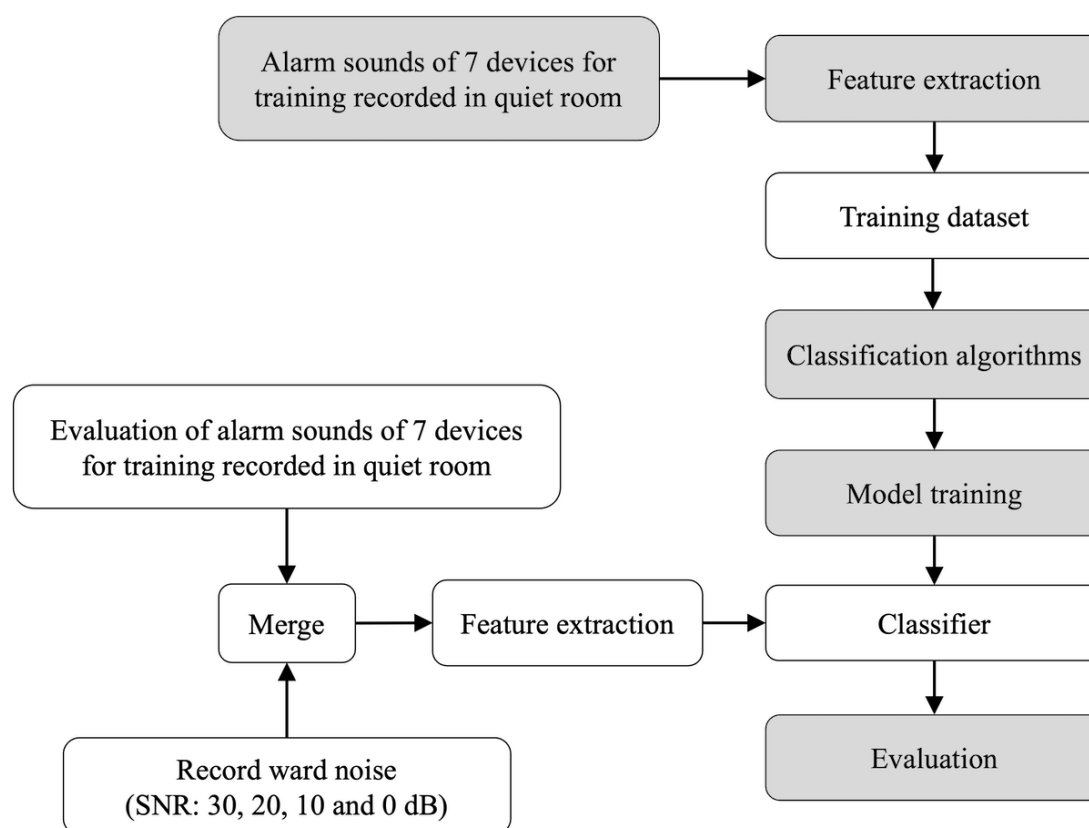 Alarm sounds of 7 devices for
training recorded in quiet room
Feature extraction
Training dataset
Classification algorithms
Evaluation of alarm sounds of 7 devices
for training recorded in quiet room
Model training
Merge
Feature extraction
Classifier
Record ward noise
(SNR: 30, 20, 10 and 0 dB)
Evaluation